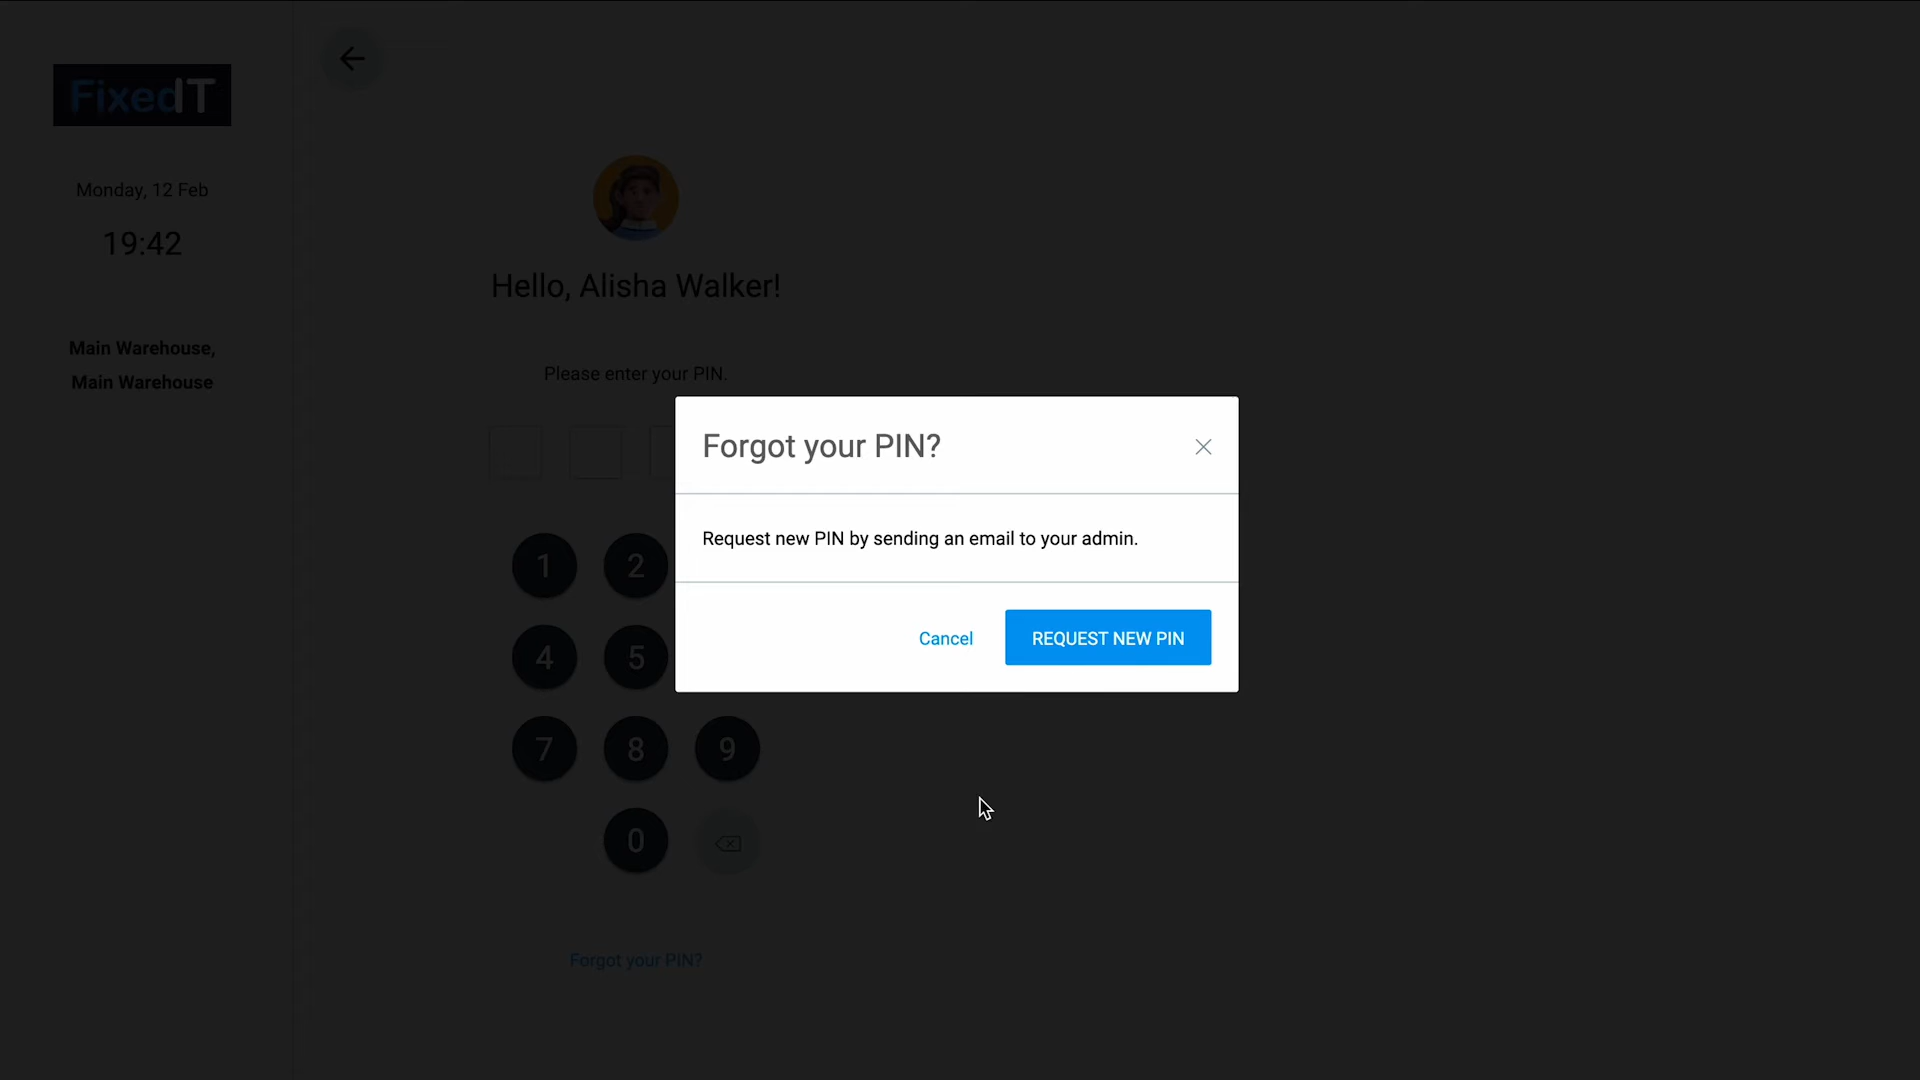 FixedIT
Monday, 12 Feb
19:42
Main Warehouse,
Main Warehouse
Hello, Alisha Walker!
Please enter your PIN.
Forgot your PIN?
Request new PIN by sending an email to your admin.
Cancel
REQUEST NEW PIN
1
2
4
5
7
8
9
0
Forgot your PIN?